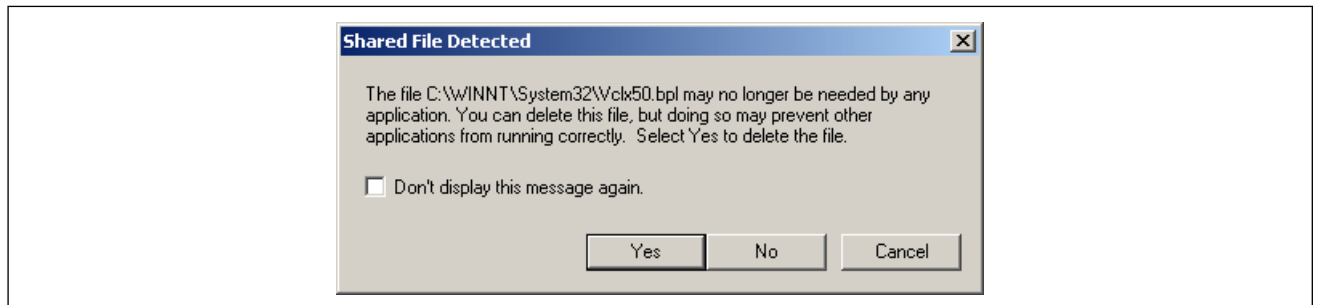 Shared File Detected
The file C:\WINNT\System32\Vclx50.bpl may no longer be needed by any
application. You can delete this file, but doing so may prevent other
applications from running correctly.  Select Yes to delete the file.
Don't display this message again.
Yes No Cancel